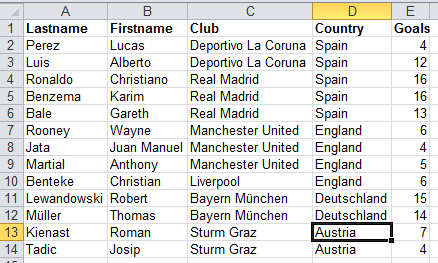 A B C D E
1 Lastname Firstname Club Country Goals
2 Perez Lucas Deportivo La Coruna Spain 4
3 Luis Alberto Deportivo La Coruna Spain 12
4 Ronaldo Christiano Real Madrid Spain 16
5 Benzema Karim Real Madrid Spain 16
6 Bale Gareth Real Madrid Spain 13
7 Rooney Wayne Manchester United England 6
8 Jata Juan Manuel Manchester United England 4
9 Martial Anthony Manchester United England 5
10 Benteke Christian Liverpool England 6
11 Lewandowski Robert Bayern München Deutschland 15
12 Müller Thomas Bayern München Deutschland 14
13 Kienast Roman Sturm Graz Austria 7
14 Tadic Josip Sturm Graz Austria 4